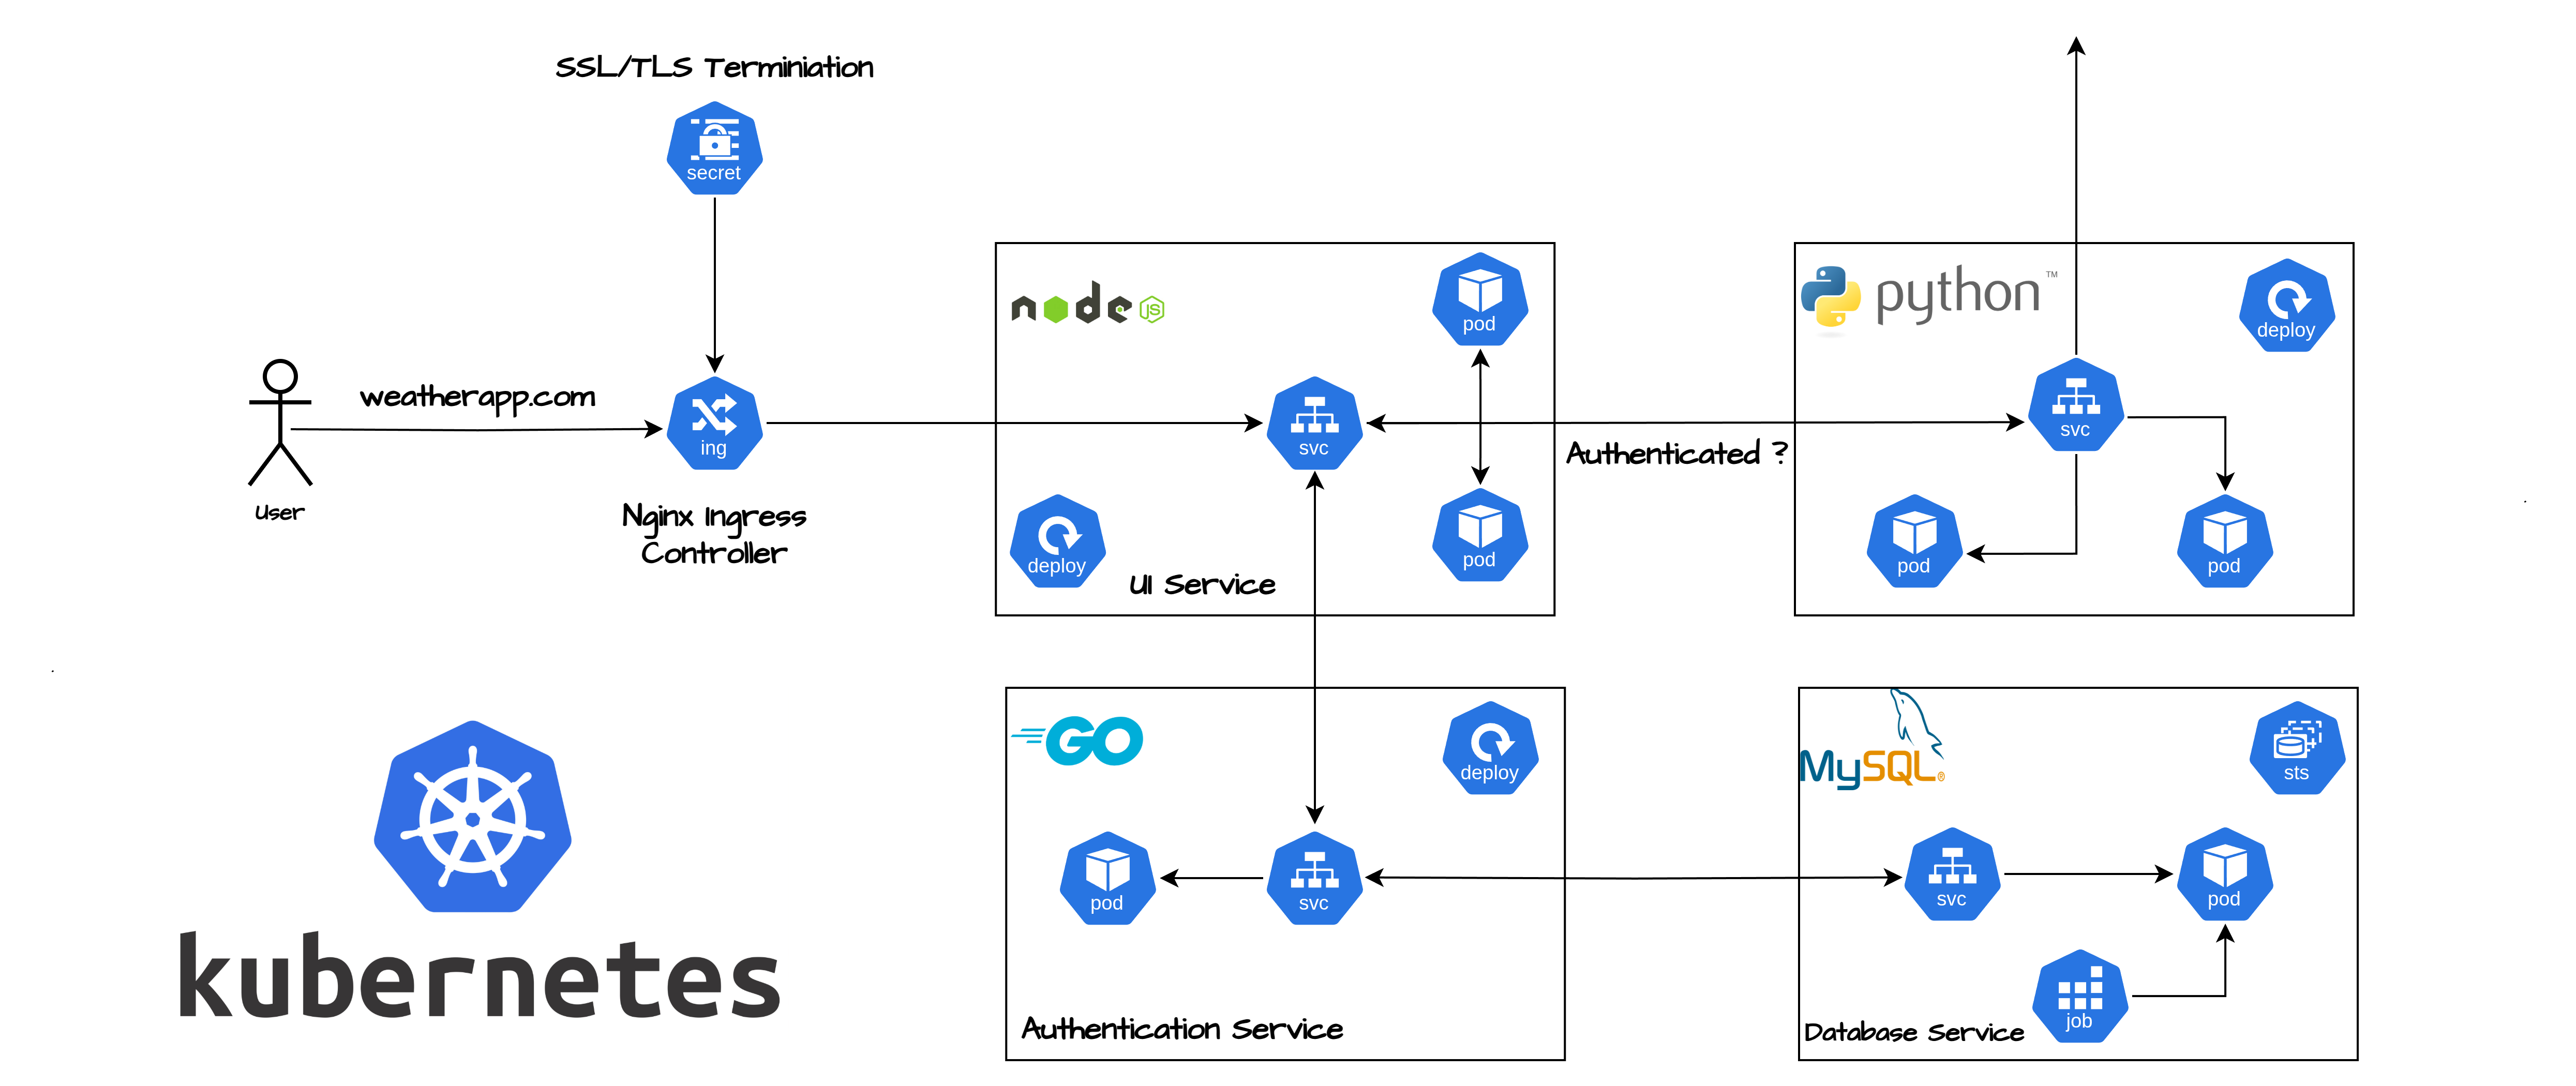 SSL/TLS Terminiation
secret
weatherapp.com
User
ing
Nginx Ingress
Controller
node
JS
pod
svc
pod
deploy
UI Service
Authenticated ?
python TM
deploy
svc
pod
pod
GO
deploy
pod
svc
Authentication Service
MySQL®
sts
svc
pod
job
Database Service
kubernetes